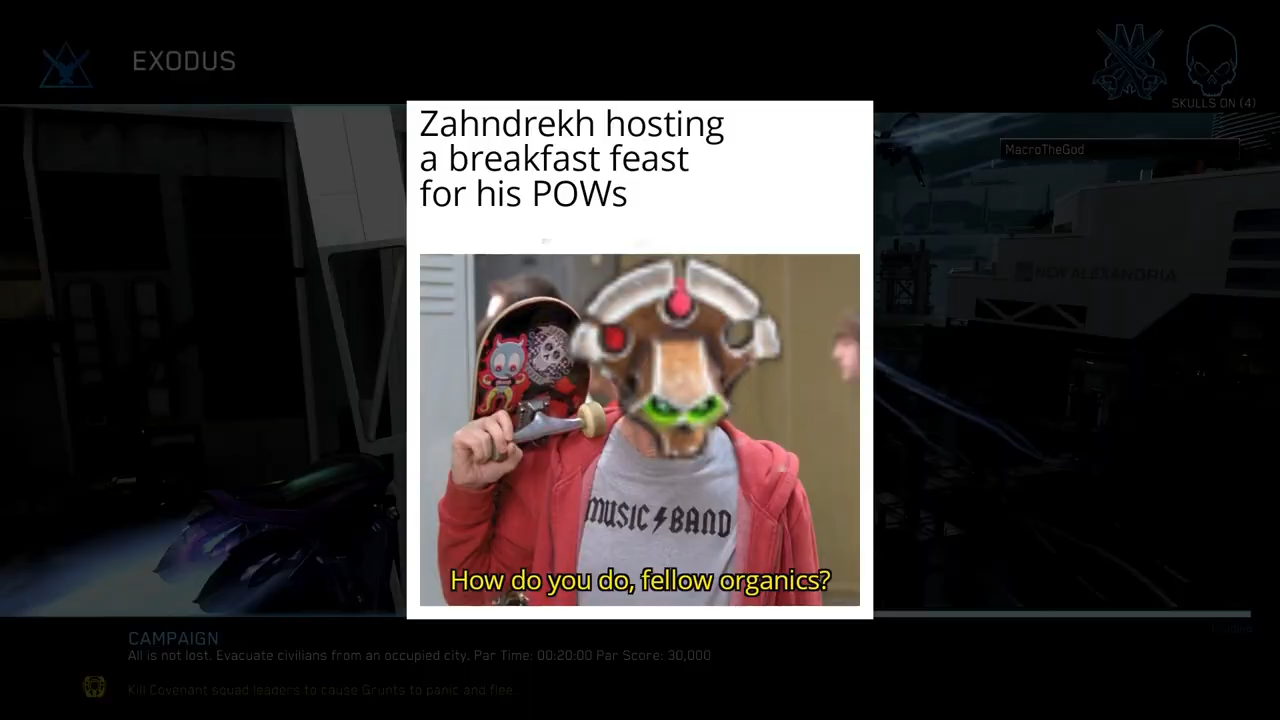 EXODUS
SKULLS ON (4)
MacroTheGod
Zahndrekh hosting
a breakfast feast
for his POWs
NEW ALEXANDRIA
MUSIC BAND
How do you do, fellow organics?
CAMPAIGN
All is not lost. Evacuate civilians from an occupied city. Par Time: 00:20:00 Par Score: 30,000
Kill Covenant squad leaders to cause Grunts to panic and flee.